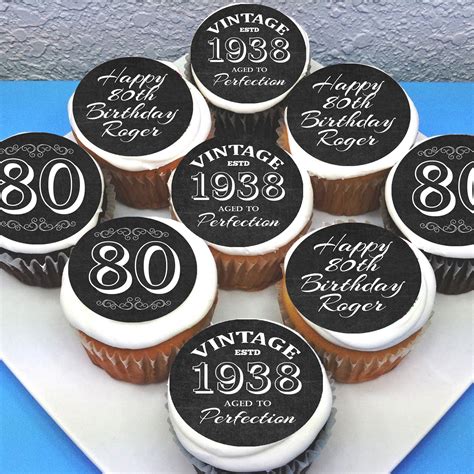 VINTAGE
ESTD
1938
AGED TO
Perfection
Happy
80th
Birthday
Roger
Happy
80th
Birthday
Roger
80
VINTAGE
ESTD
1938
AGED TO
Perfection
80
80
Happy
80th
Birthday
Roger
VINTAGE
ESTD
1938
AGED TO
Perfection